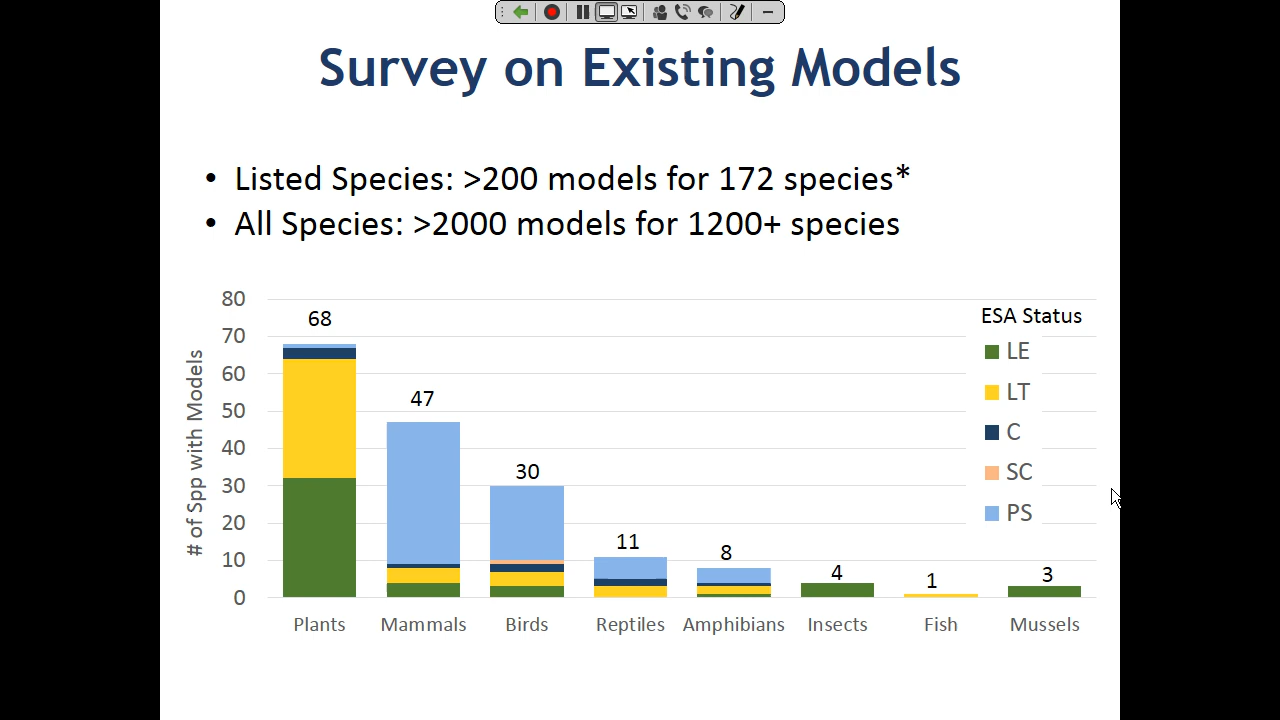 Survey on Existing Models
• Listed Species: >200 models for 172 species*
• All Species: >2000 models for 1200+ species
# of Spp with Models
80
70
60
50
40
30
20
10
0
68
47
30
11
8
4
1
3
Plants
Mammals
Birds
Reptiles
Amphibians
Insects
Fish
Mussels
ESA Status
LE
LT
C
SC
PS